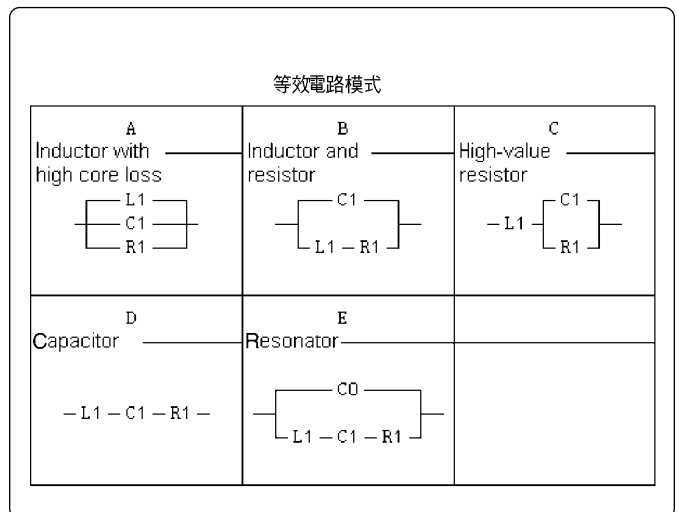 等效電路模式
A
Inductor with
high core loss
L1
C1
R1
B
Inductor and
resistor
C1
L1 – R1
C
High-value
resistor
C1
– L1
R1
D
Capacitor
– L1 – C1 – R1 –
E
Resonator
C0
L1 – C1 – R1